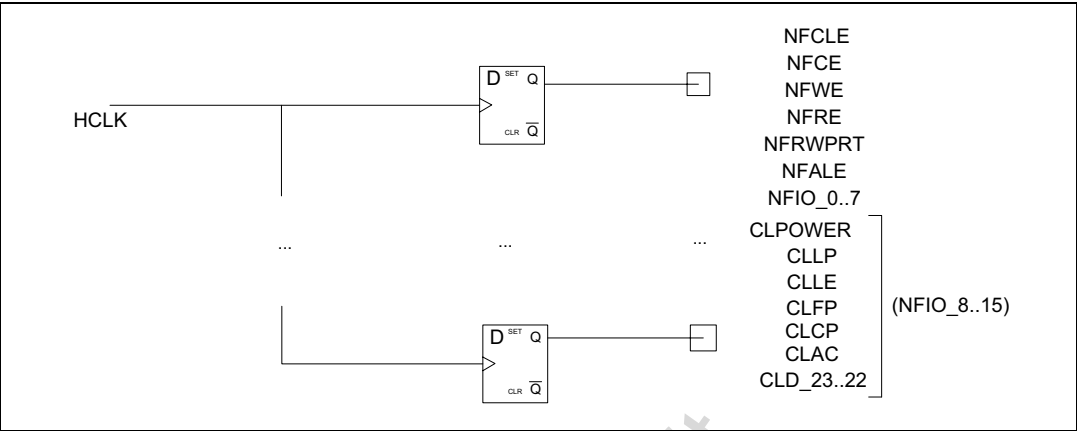 NFCLE
NFCE
NFWE
NFRE
NFRWPRT
NFALE
NFIO_0..7
CLPOWER
CLLP
CLLE
CLFP
CLCP
CLAC
CLD_23..22
(NFIO_8..15)
HCLK
D SET Q
CLR Q̅
... ... ...
D SET Q
CLR Q̅